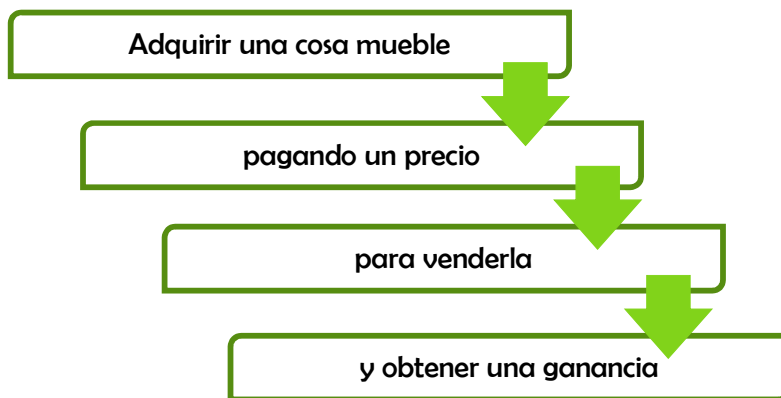 Adquirir una cosa mueble
pagando un precio
para venderla
y obtener una ganancia